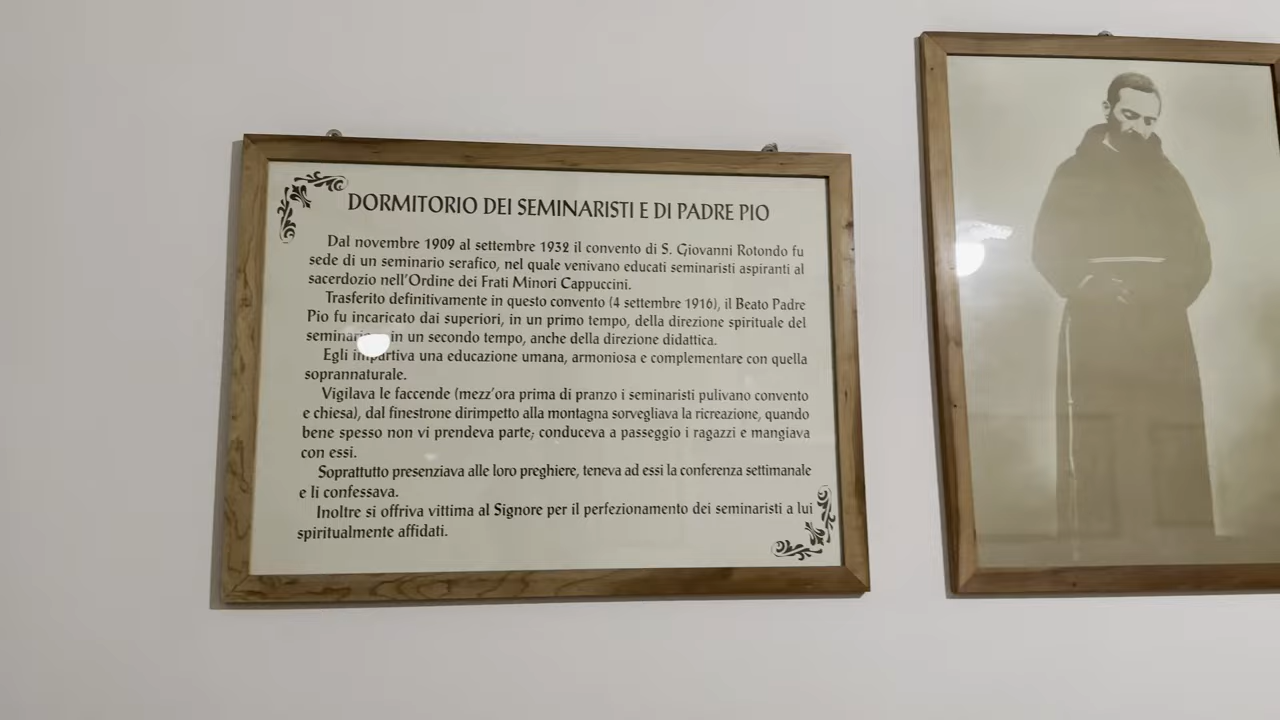 DORMITORIO DEI SEMINARISTI E DI PADRE PIO
Dal novembre 1909 al settembre 1932 il convento di S. Giovanni Rotondo fu
sede di un seminario serafico, nel quale venivano educati seminaristi aspiranti al
sacerdozio nell'Ordine dei Frati Minori Cappuccini.
Trasferito definitivamente in questo convento (4 settembre 1916), il Beato Padre
Pio fu incaricato dai superiori, in un primo tempo, della direzione spirituale del
in un secondo tempo, anche della direzione didattica.
Egli impartiva una educazione umana, armoniosa e complementare con quella
soprannaturale.
Vigilava le faccende (mezz'ora prima di pranzo i seminaristi pulivano convento
e chiesa), dal finestrone dirimpetto alla montagna sorvegliava la ricreazione, quando
bene spesso non vi prendeva parte; conduceva a passeggio i ragazzi e mangiava
con essi.
Soprattutto presenziava alle loro preghiere, teneva ad essi la conferenza settimanale
e li confessava.
Inoltre si offriva vittima al Signore per il perfezionamento dei seminaristi a lui
spiritualmente affidati.